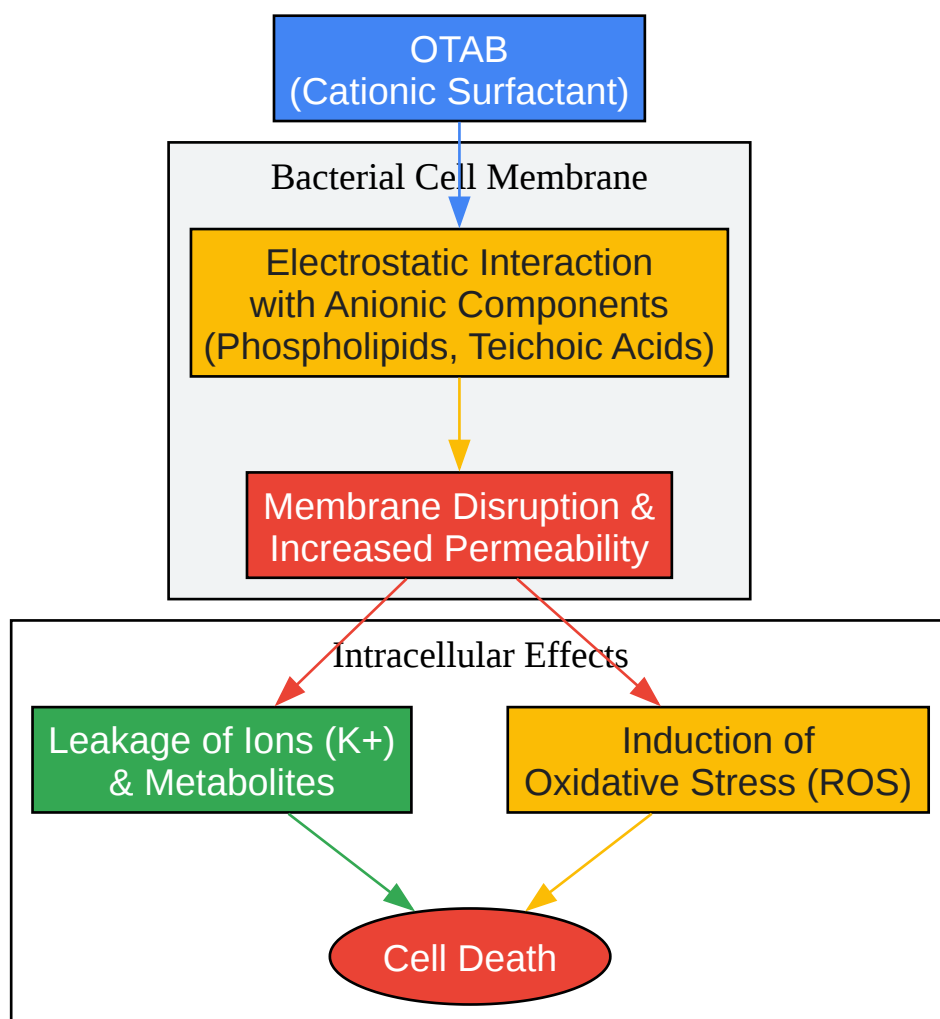 OTAB
(Cationic Surfactant)
Bacterial Cell Membrane
Electrostatic Interaction
with Anionic Components
(Phospholipids, Teichoic Acids)
Membrane Disruption &
Increased Permeability
Intracellular Effects
Leakage of Ions (K+)
& Metabolites
Induction of
Oxidative Stress (ROS)
Cell Death